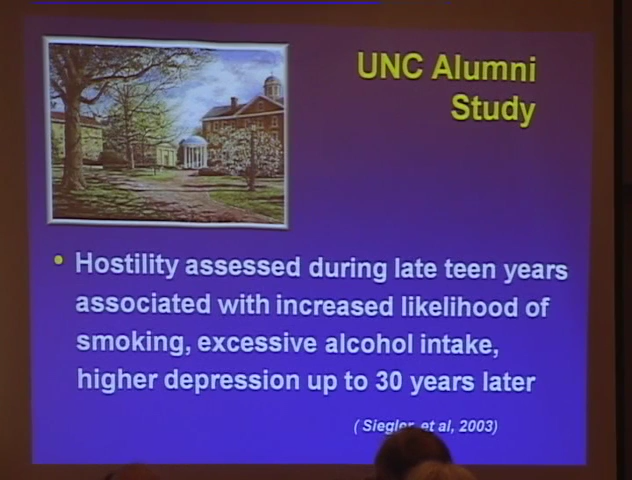 UNC Alumni
Study
• Hostility assessed during late teen years
associated with increased likelihood of
smoking, excessive alcohol intake,
higher depression up to 30 years later
( Siegler, et al, 2003)